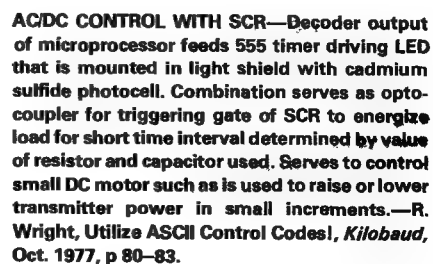 AC/DC CONTROL WITH SCR—Decoder output
of microprocessor feeds 555 timer driving LED
that is mounted in light shield with cadmium
sulfide photocell. Combination serves as opto-
coupler for triggering gate of SCR to energize
load for short time interval determined by value
of resistor and capacitor used. Serves to control
small DC motor such as is used to raise or lower
transmitter power in small increments.—R.
Wright, Utilize ASCII Control Codes!, Kilobaud,
Oct. 1977, p 80–83.